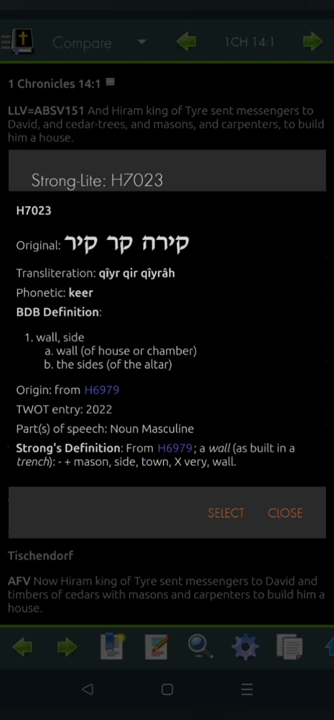 Compare
1CH 14:1
1 Chronicles 14:1
LLV=ABSV151 And Hiram king of Tyre sent messengers to
David, and cedar-trees, and masons, and carpenters, to build
him a house.
Strong-Lite: H7023
H7023
Original: קירה קר קיר
Transliteration: qîyr qir qîyrâh
Phonetic: keer
BDB Definition:
1. wall, side
a. wall (of house or chamber)
b. the sides (of the altar)
Origin: from H6979
TWOT entry: 2022
Part(s) of speech: Noun Masculine
Strong's Definition: From H6979; a wall (as built in a
trench): - + mason, side, town, X very, wall.
SELECT CLOSE
Tischendorf
AFV Now Hiram king of Tyre sent messengers to David and
timbers of cedars with masons and carpenters to build him a
house.